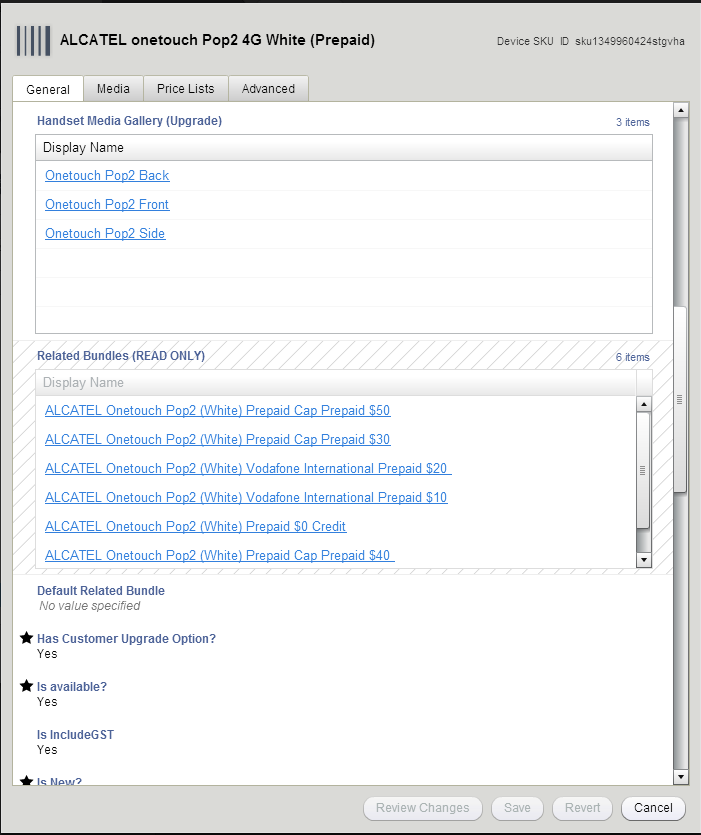 ALCATEL onetouch Pop2 4G White (Prepaid)
Device SKU ID sku1349960424stgvha
General Media Price Lists Advanced
Handset Media Gallery (Upgrade) 3 items
Display Name
Onetouch Pop2 Back
Onetouch Pop2 Front
Onetouch Pop2 Side
Related Bundles (READ ONLY) 6 items
Display Name
ALCATEL Onetouch Pop2 (White) Prepaid Cap Prepaid $50
ALCATEL Onetouch Pop2 (White) Prepaid Cap Prepaid $30
ALCATEL Onetouch Pop2 (White) Vodafone International Prepaid $20
ALCATEL Onetouch Pop2 (White) Vodafone International Prepaid $10
ALCATEL Onetouch Pop2 (White) Prepaid $0 Credit
ALCATEL Onetouch Pop2 (White) Prepaid Cap Prepaid $40
Default Related Bundle
No value specified
Has Customer Upgrade Option?
Yes
Is available?
Yes
Is IncludeGST
Yes
Is New?
Review Changes Save Revert Cancel